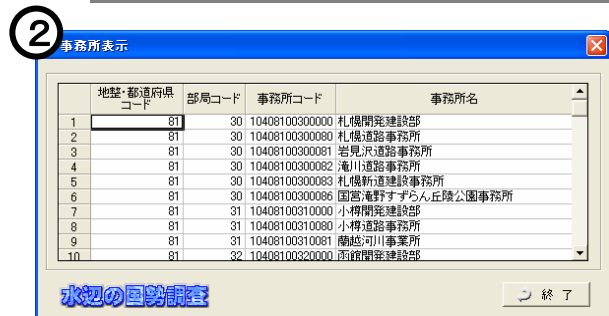 ②
事務所表示
地整・都道府県コード 部局コード 事務所コード 事務所名
1 81 30 10408100300000 札幌開発建設部
2 81 30 10408100300080 札幌道路事務所
3 81 30 10408100300081 岩見沢道路事務所
4 81 30 10408100300082 滝川道路事務所
5 81 30 10408100300083 札幌新道建設事務所
6 81 30 10408100300086 国営滝野すずらん丘陵公園事務所
7 81 31 10408100310000 小樽開発建設部
8 81 31 10408100310080 小樽道路事務所
9 81 31 10408100310081 蘭越河川事業所
10 81 32 10408100320000 函館開発建設部
水辺の国勢調査
終 了